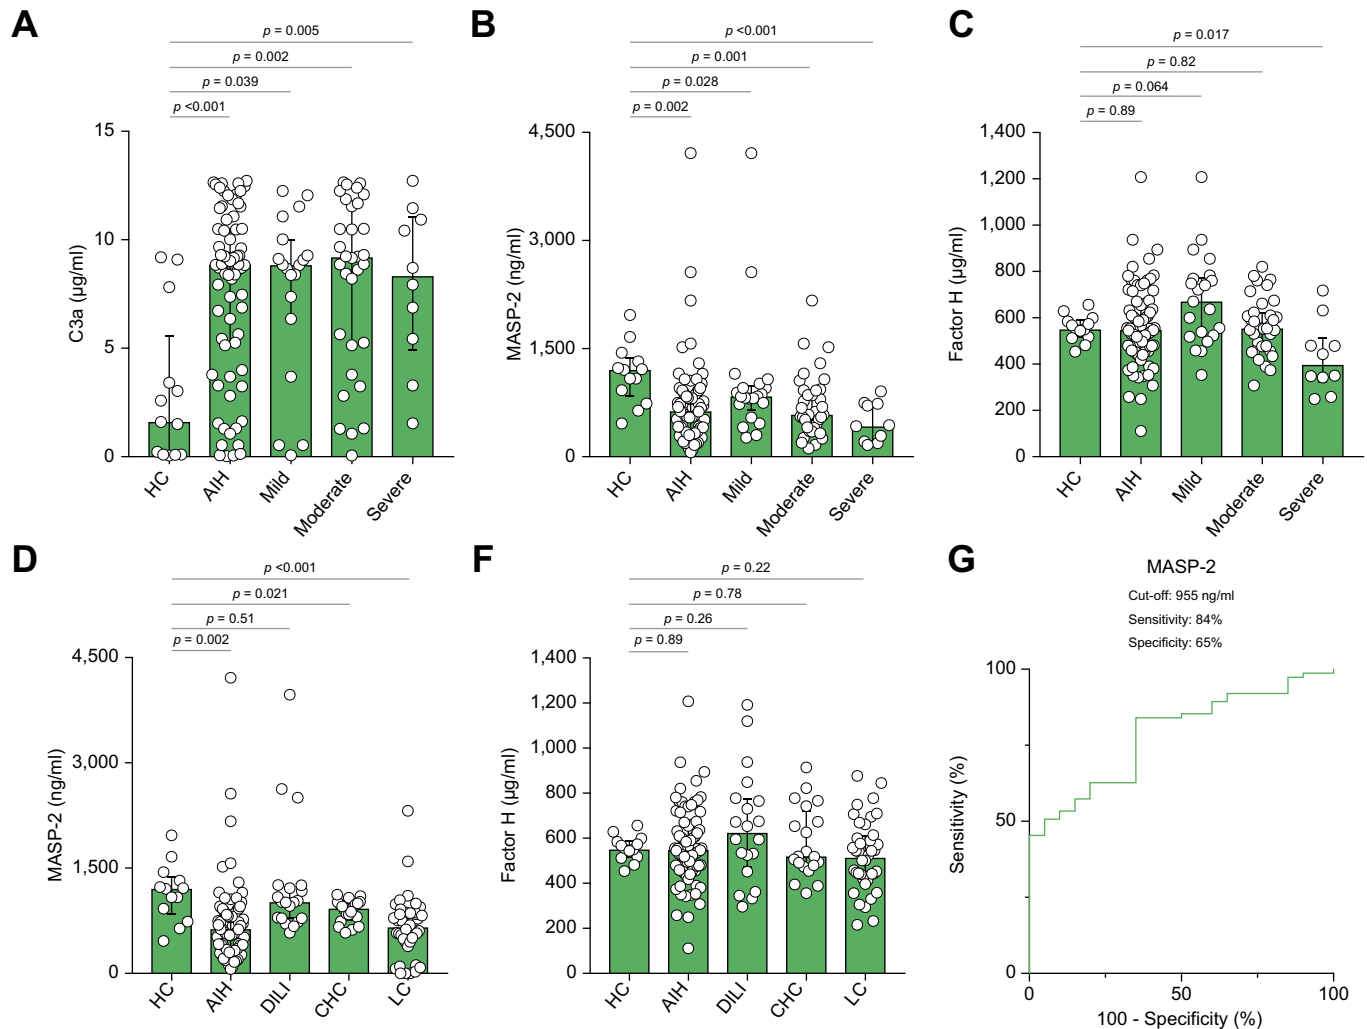 A
p = 0.005
p = 0.002
p = 0.039
p <0.001
15
10
5
0
C3a (µg/ml)
HC
AIH
Mild
Moderate
Severe
B
p <0.001
p = 0.001
p = 0.028
p = 0.002
4,500
3,000
1,500
0
MASP-2 (ng/ml)
HC
AIH
Mild
Moderate
Severe
C
p = 0.017
p = 0.82
p = 0.064
p = 0.89
1,400
1,200
1,000
800
600
400
200
0
Factor H (µg/ml)
HC
AIH
Mild
Moderate
Severe
D
p <0.001
p = 0.021
p = 0.51
p = 0.002
4,500
3,000
1,500
0
MASP-2 (ng/ml)
HC
AIH
DILI
CHC
LC
F
p = 0.22
p = 0.78
p = 0.26
p = 0.89
1,400
1,200
1,000
800
600
400
200
0
Factor H (µg/ml)
HC
AIH
DILI
CHC
LC
G
MASP-2
Cut-off: 955 ng/ml
Sensitivity: 84%
Specificity: 65%
100
50
0
Sensitivity (%)
0
50
100
100 - Specificity (%)